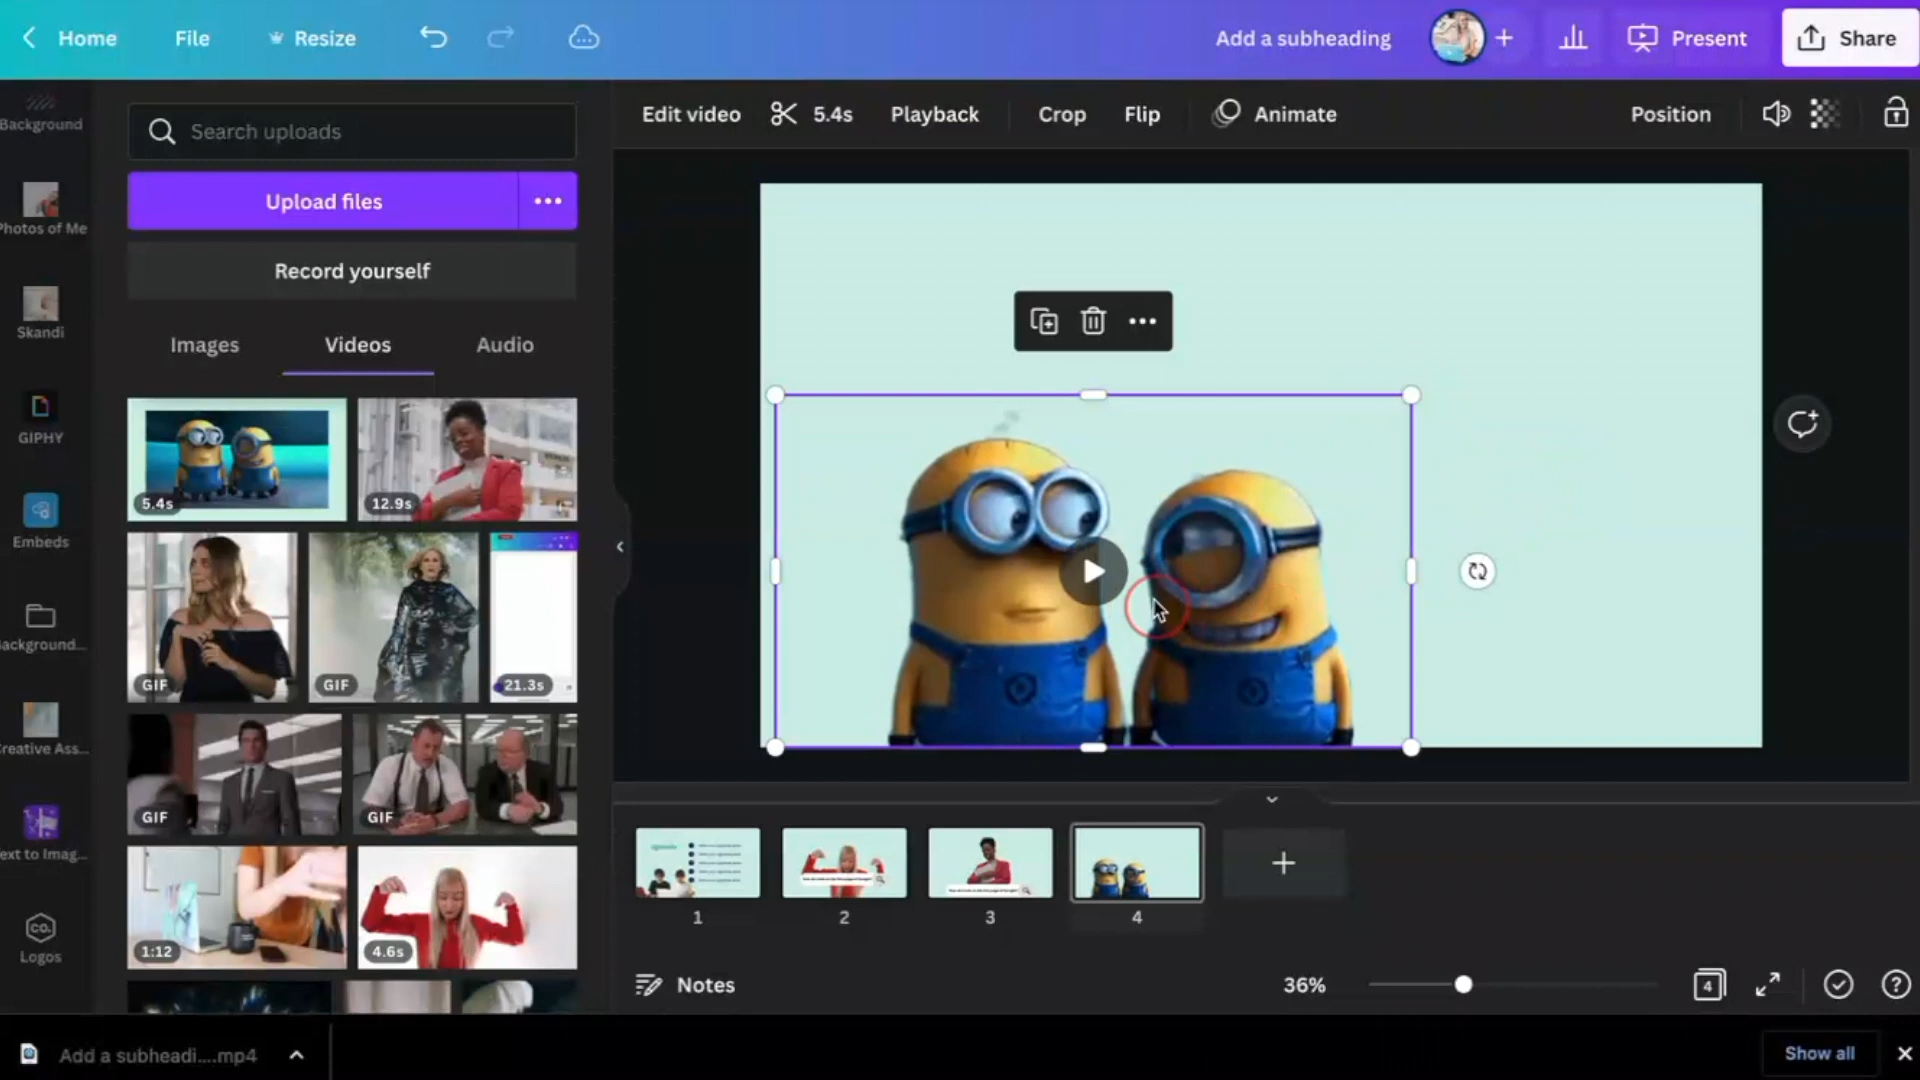 Home File Resize Add a subheading Present Share
Background
Photos of Me
Skandi
GIPHY
Embeds
ackground...
Creative Ass...
ext to Imag...
co.
Logos
Search uploads
Upload files
Record yourself
Images Videos Audio
5.4s 12.9s
GIF GIF 21.3s
GIF GIF
1:12 4.6s
Edit video 5.4s Playback Crop Flip Animate Position
1 2 3 4
Notes 36% 4
Add a subheadi....mp4 Show all